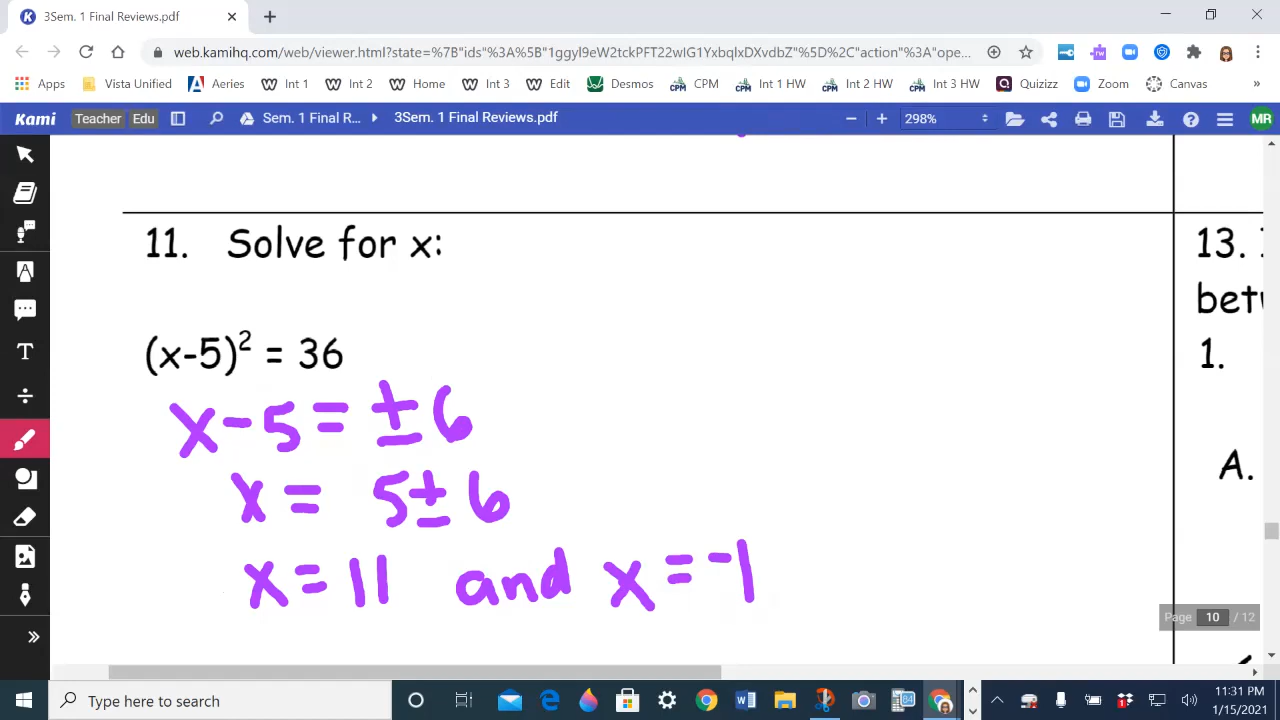 3Sem. 1 Final Reviews.pdf
web.kamihq.com/web/viewer.html?state=%7B"ids"%3A%5B"1ggyI9eW2tckPFT22wIG1YsxIqIxDXvdbZ"%5D%2C"action"%3A"ope...
Apps Vista Unified Aeries Int 1 Int 2 Home Int 3 Edit Desmos CPM Int 1 HW Int 2 HW Int 3 HW Quizizz Zoom Canvas »
Kami Teacher Edu Sem. 1 Final R... 3Sem. 1 Final Reviews.pdf 298% MR
11. Solve for x:
13.
betw
(x-5)² = 36
1.
x - 5 = ± 6
A.
x = 5 ± 6
x = 11 and x = -1
Page 10 / 12
Type here to search
11:31 PM
1/15/2021